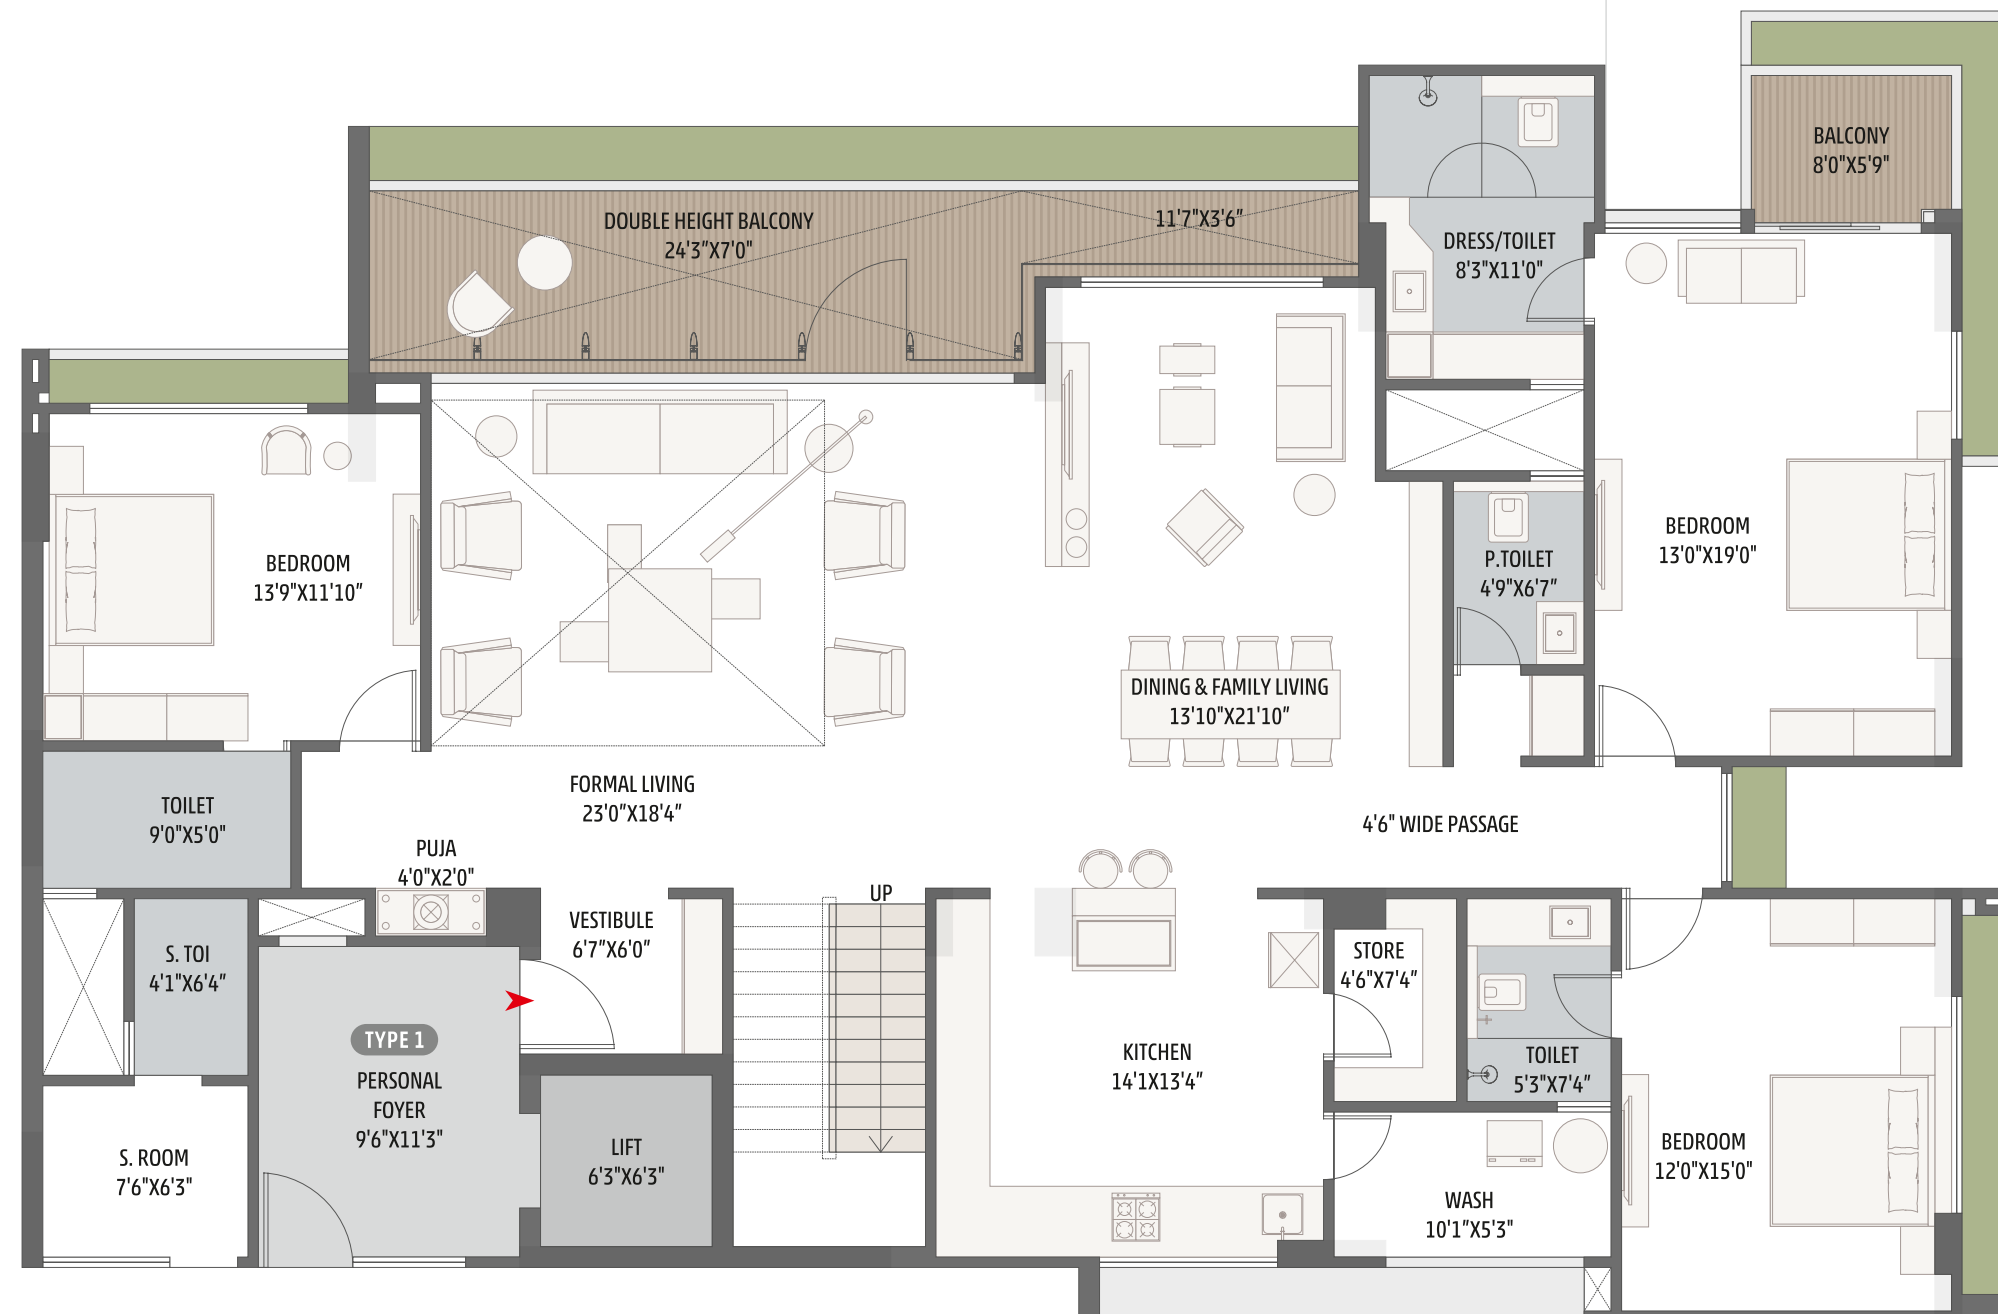 BALCONY
8'0"X5'9"
DOUBLE HEIGHT BALCONY
24'3"X7'0"
11'7"X3'6"
DRESS/TOILET
8'3"X11'0"
BEDROOM
13'9"X11'10"
BEDROOM
13'0"X19'0"
P.TOILET
4'9"X6'7"
DINING & FAMILY LIVING
13'10"X21'10"
FORMAL LIVING
23'0"X18'4"
TOILET
9'0"X5'0"
4'6" WIDE PASSAGE
PUJA
4'0"X2'0"
UP
VESTIBULE
6'7"X6'0"
S. TOI
4'1"X6'4"
STORE
4'6"X7'4"
TYPE 1
PERSONAL
FOYER
9'6"X11'3"
KITCHEN
14'1X13'4"
TOILET
5'3"X7'4"
LIFT
6'3"X6'3"
S. ROOM
7'6"X6'3"
BEDROOM
12'0"X15'0"
WASH
10'1"X5'3"